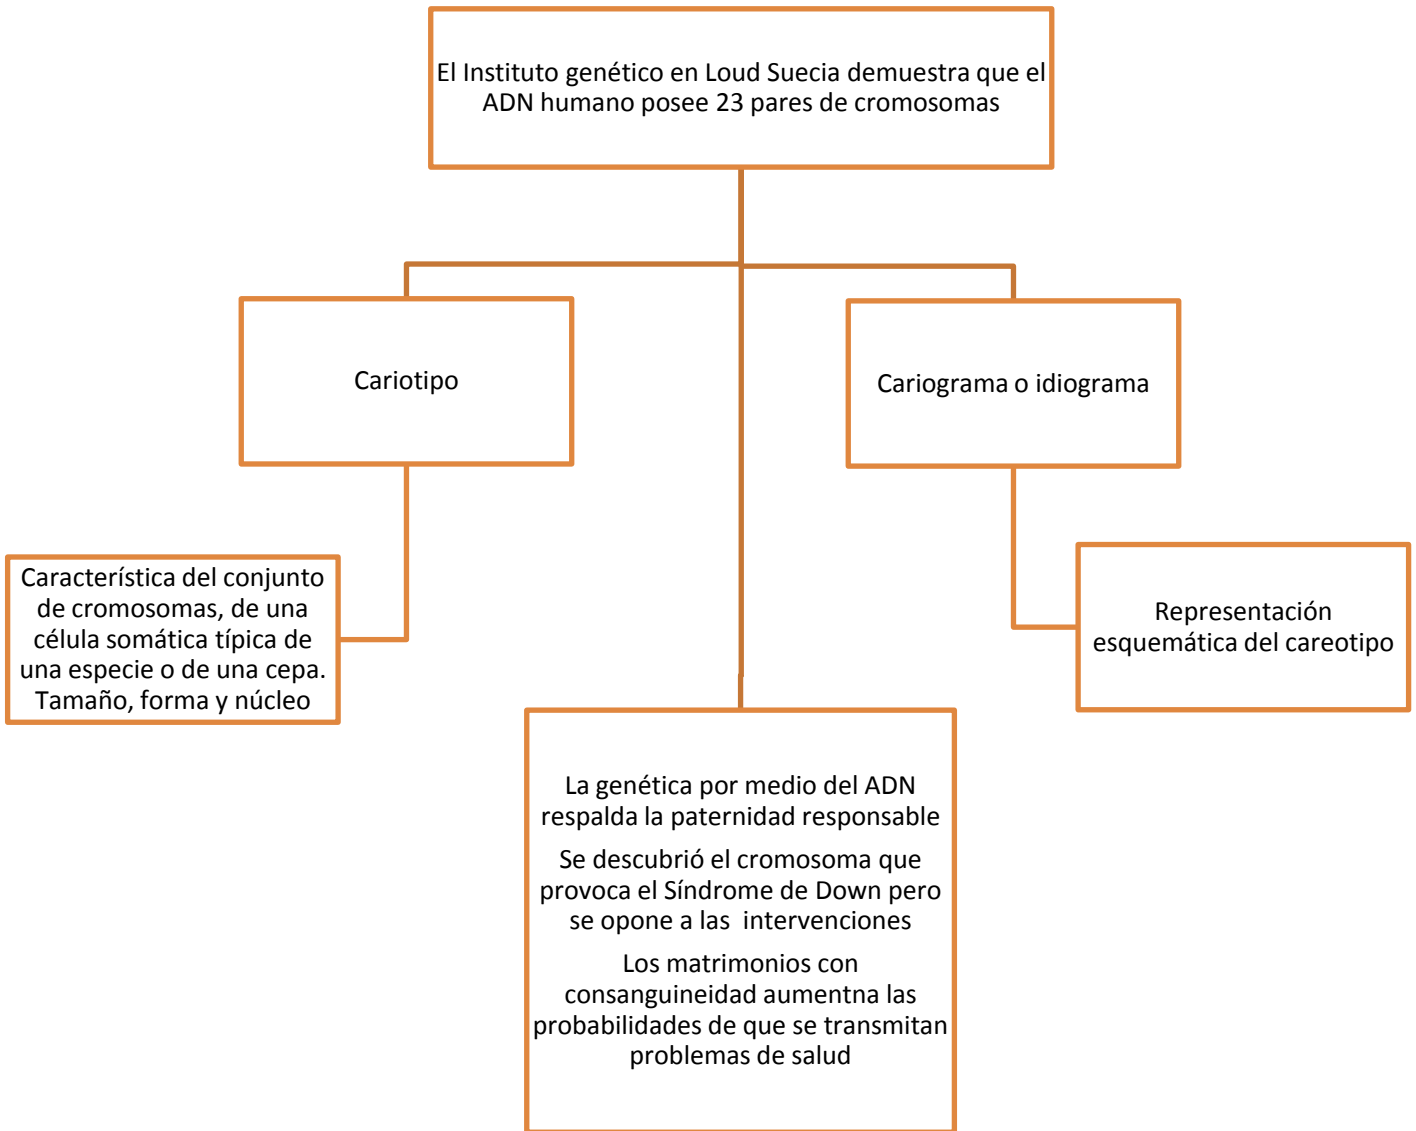 El Instituto genético en Loud Suecia demuestra que el
ADN humano posee 23 pares de cromosomas
Cariotipo
Cariograma o idiograma
Característica del conjunto
de cromosomas, de una
célula somática típica de
una especie o de una cepa.
Tamaño, forma y núcleo
Representación
esquemática del careotipo
La genética por medio del ADN
respalda la paternidad responsable
Se descubrió el cromosoma que
provoca el Síndrome de Down pero
se opone a las intervenciones
Los matrimonios con
consanguineidad aumentna las
probabilidades de que se transmitan
problemas de salud